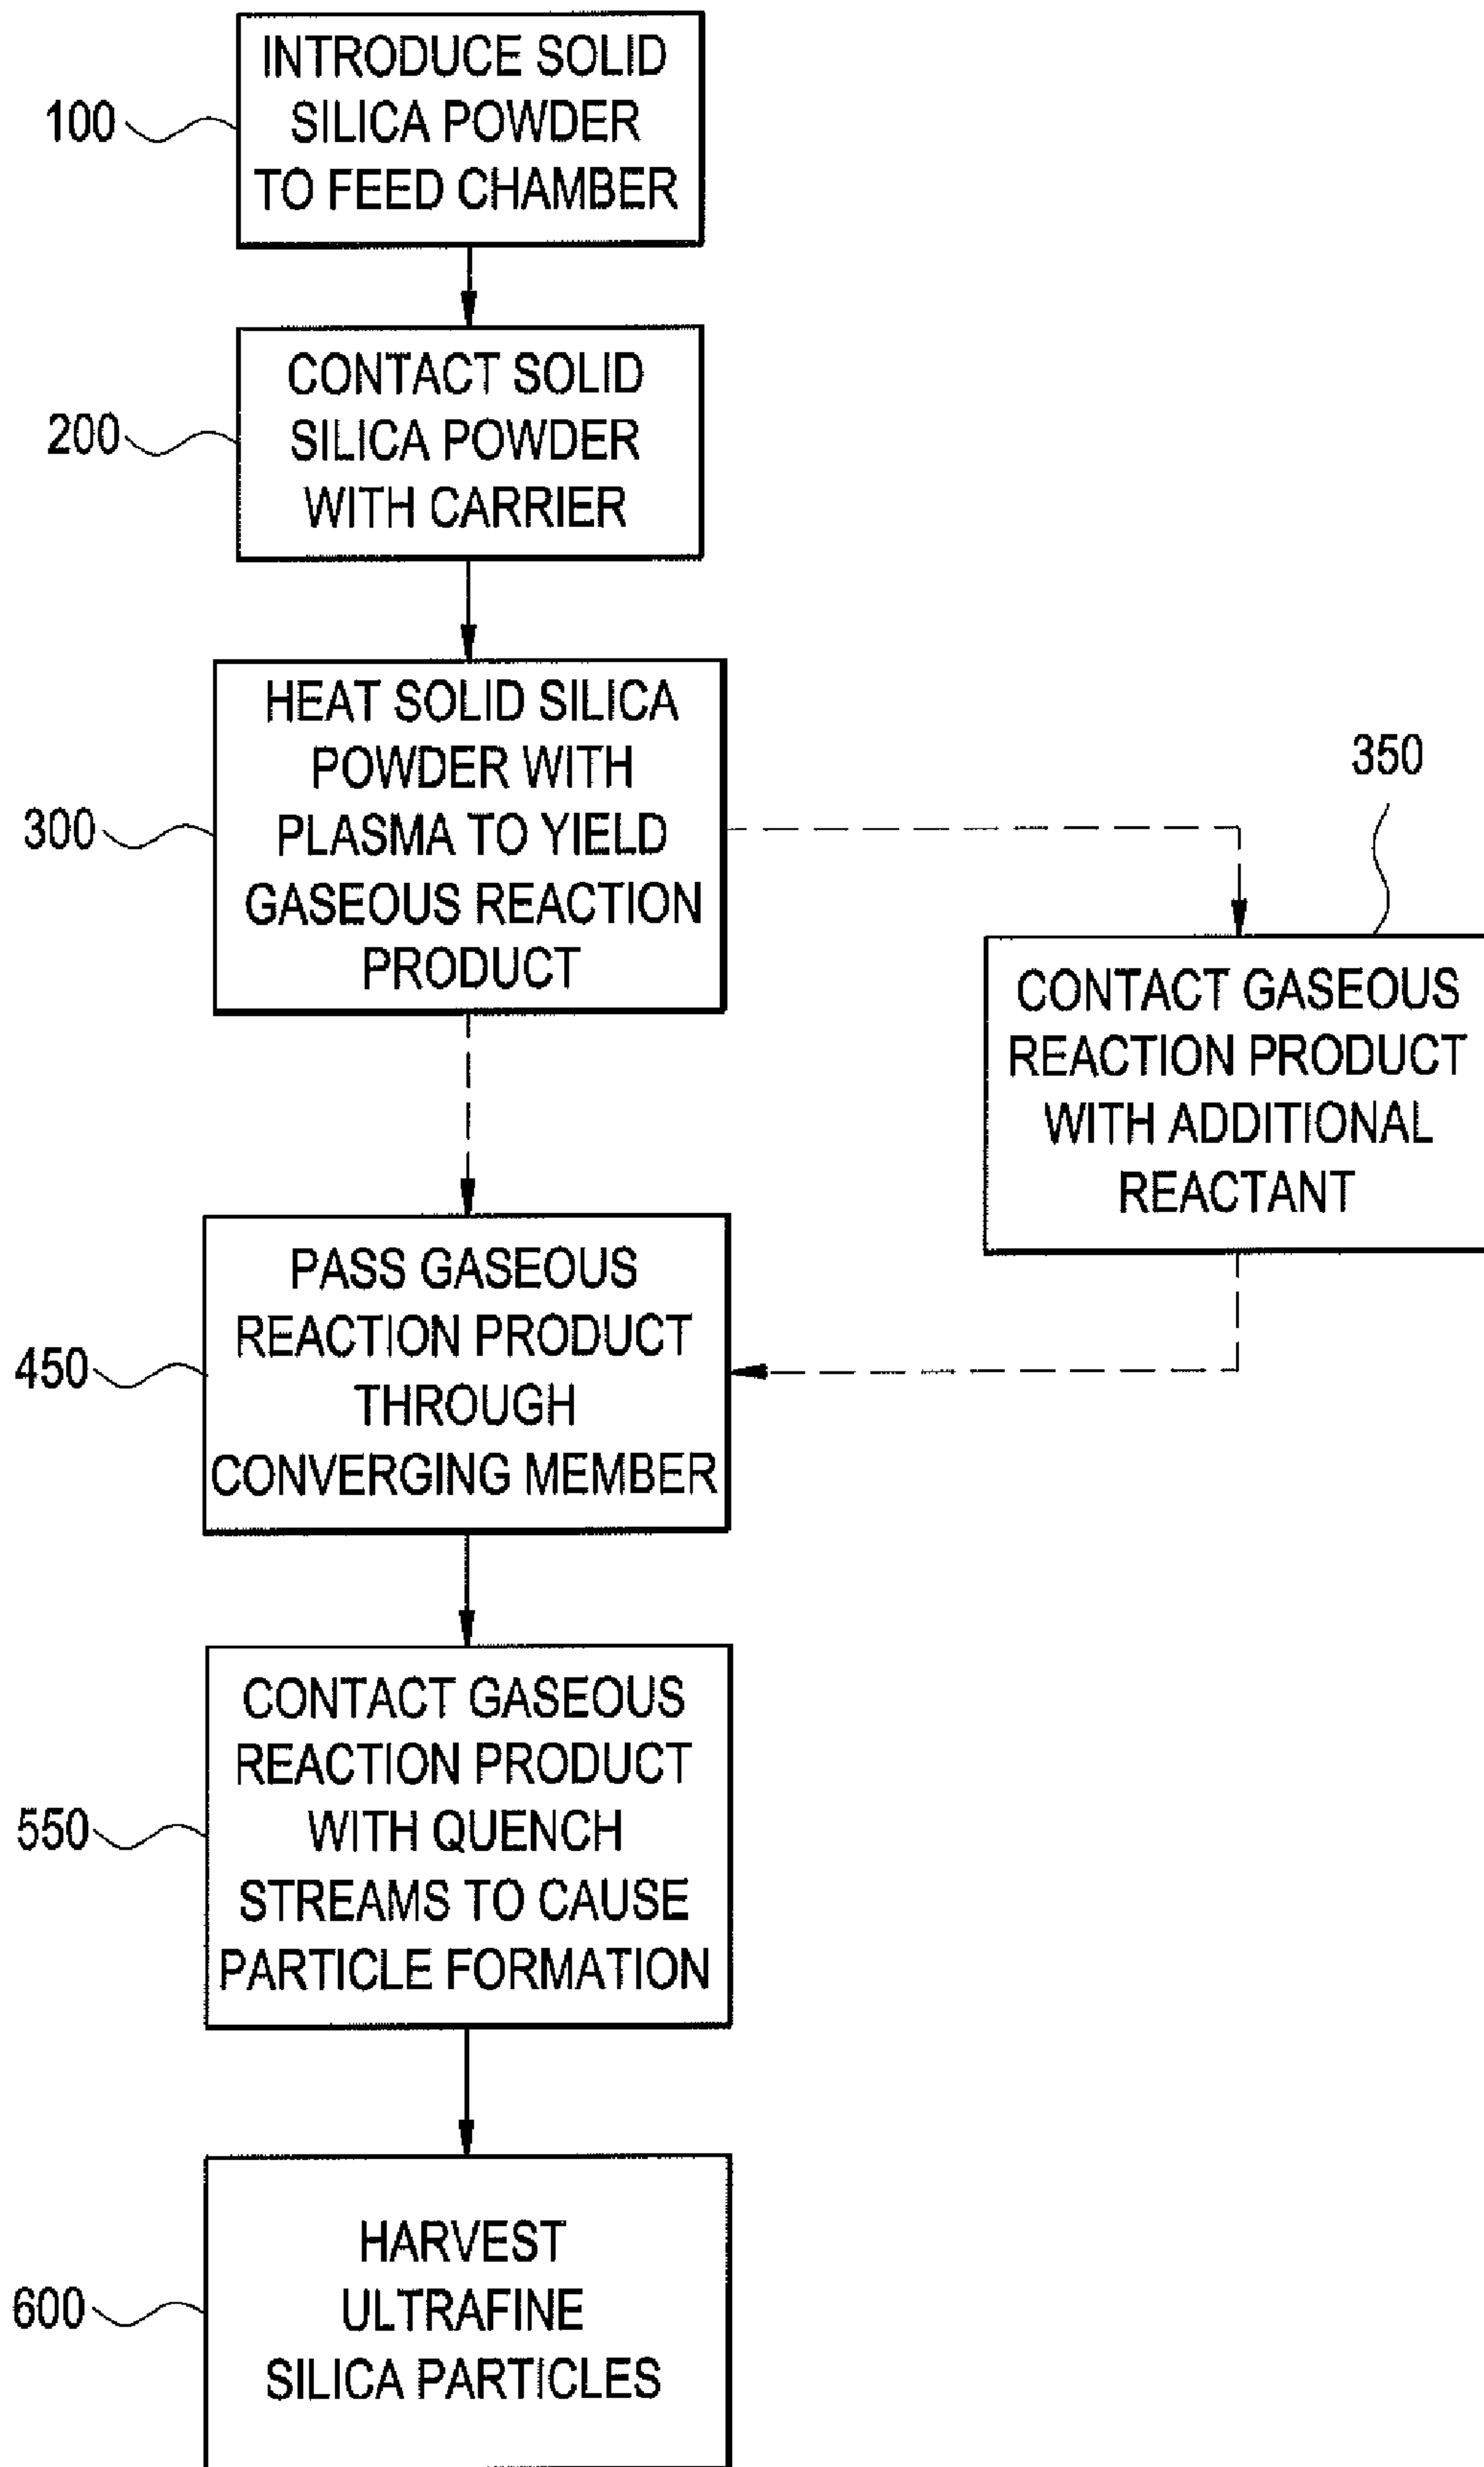 100
INTRODUCE SOLID
SILICA POWDER
TO FEED CHAMBER
200
CONTACT SOLID
SILICA POWDER
WITH CARRIER
300
HEAT SOLID SILICA
POWDER WITH
PLASMA TO YIELD
GASEOUS REACTION
PRODUCT
350
CONTACT GASEOUS
REACTION PRODUCT
WITH ADDITIONAL
REACTANT
450
PASS GASEOUS
REACTION PRODUCT
THROUGH
CONVERGING MEMBER
550
CONTACT GASEOUS
REACTION PRODUCT
WITH QUENCH
STREAMS TO CAUSE
PARTICLE FORMATION
600
HARVEST
ULTRAFINE
SILICA PARTICLES